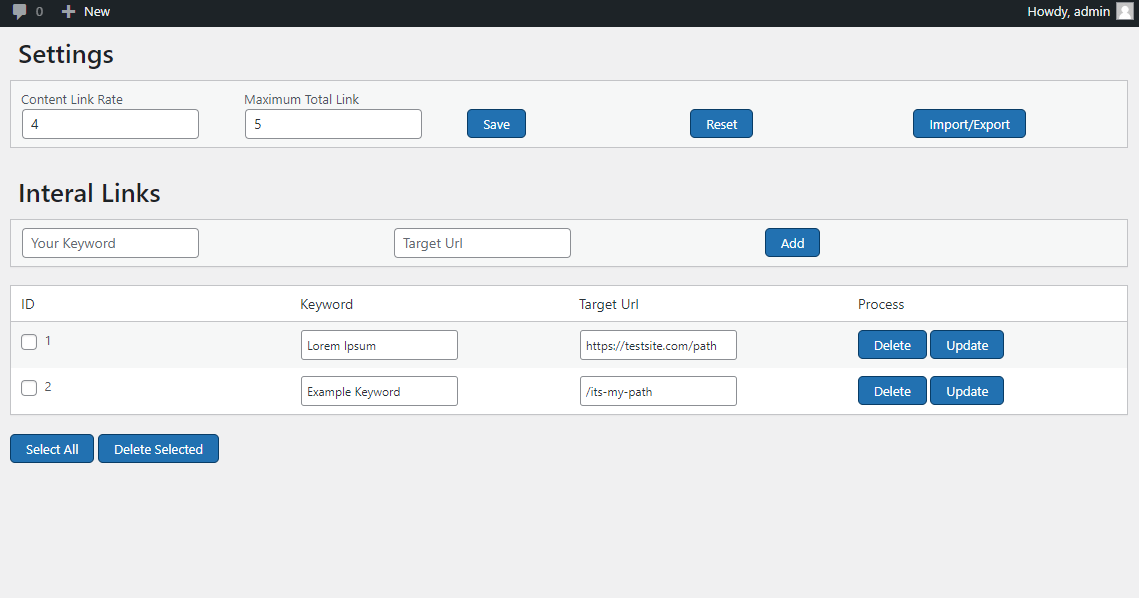 0 New Howdy, admin
Settings
Content Link Rate Maximum Total Link
4 5 Save Reset Import/Export
Interal Links
Your Keyword Target Url Add
ID Keyword Target Url Process
1 Lorem Ipsum https://testsite.com/path Delete Update
2 Example Keyword /its-my-path Delete Update
Select All Delete Selected